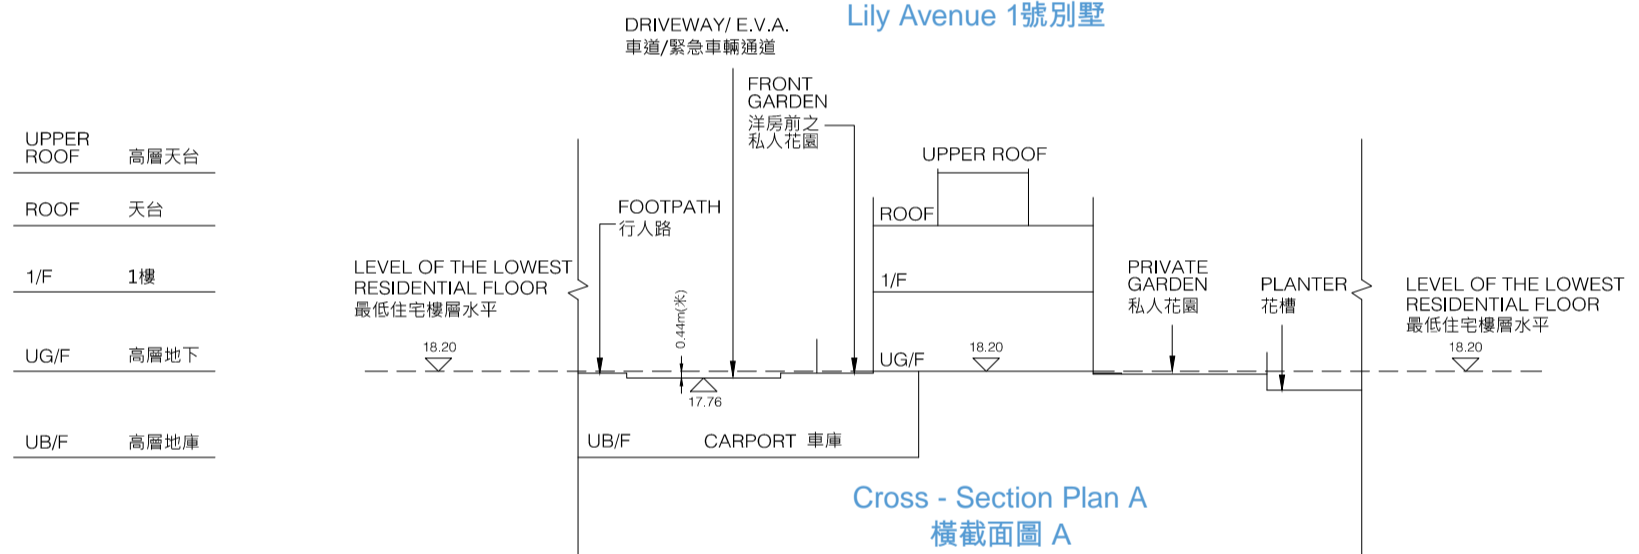 Lily Avenue 1號別墅
DRIVEWAY/ E.V.A.
車道/緊急車輛通道
FRONT
GARDEN
洋房前之
私人花園
UPPER
ROOF 高層天台
ROOF 天台
1/F 1樓
UG/F 高層地下
UB/F 高層地庫
UPPER ROOF
ROOF
1/F
UG/F
FOOTPATH
行人路
LEVEL OF THE LOWEST
RESIDENTIAL FLOOR
最低住宅樓層水平
18.20
0.44m(米)
17.76
18.20
PRIVATE
GARDEN
私人花園
PLANTER
花槽
LEVEL OF THE LOWEST
RESIDENTIAL FLOOR
最低住宅樓層水平
18.20
UB/F CARPORT 車庫
Cross - Section Plan A
橫截面圖 A